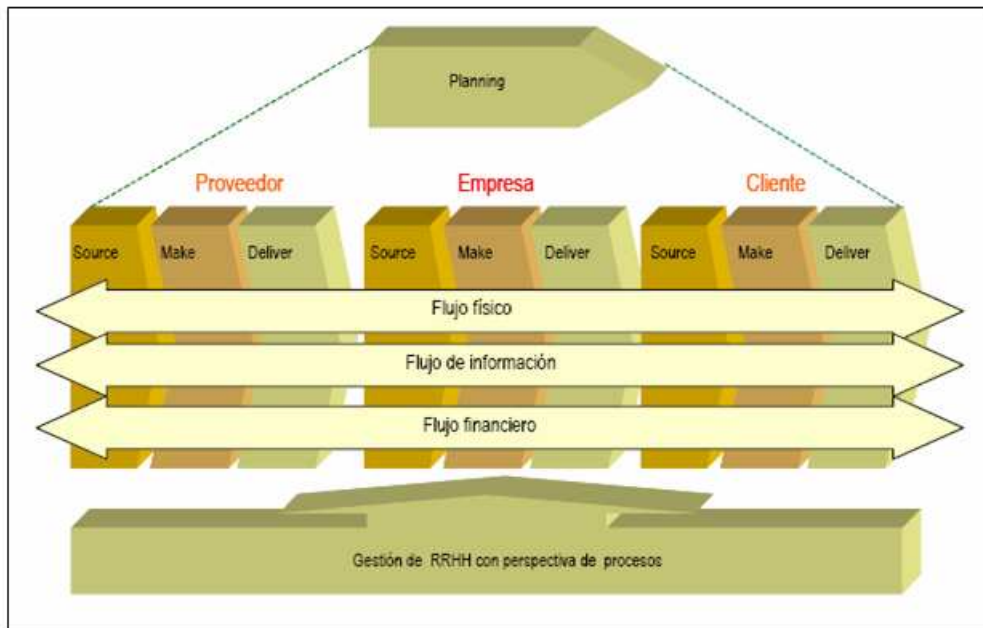 Planning
Proveedor Empresa Cliente
Source Make Deliver Source Make Deliver Source Make Deliver
Flujo físico
Flujo de información
Flujo financiero
Gestión de RRHH con perspectiva de procesos